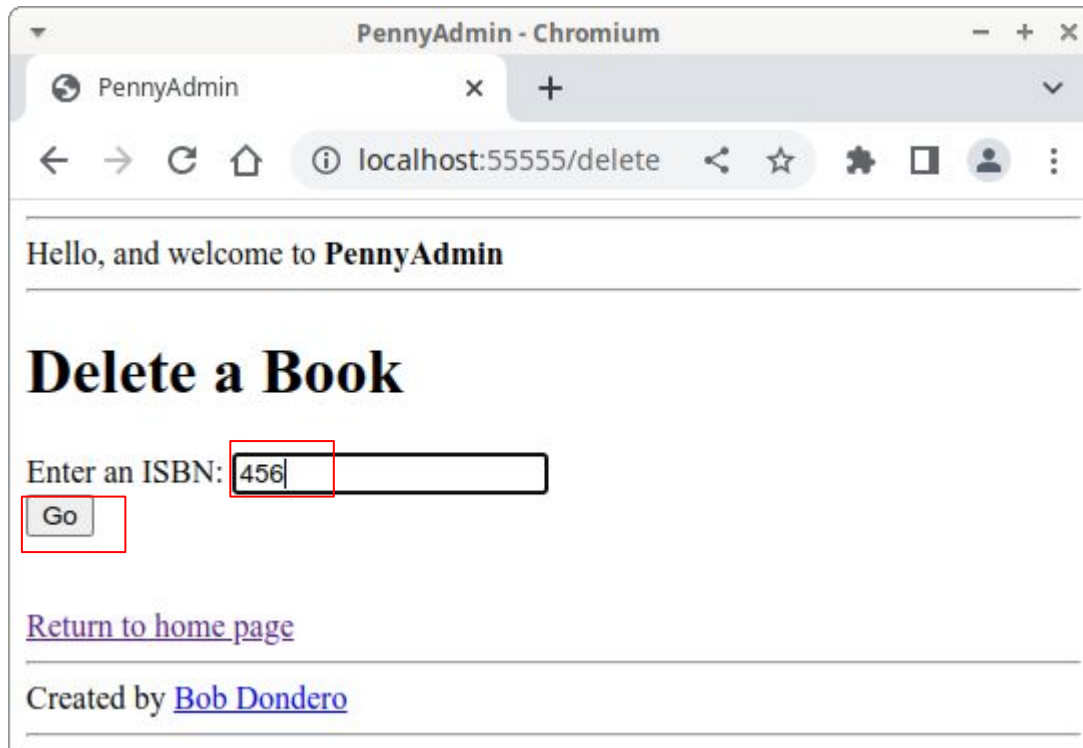 PennyAdmin - Chromium
PennyAdmin
localhost:55555/delete
Hello, and welcome to PennyAdmin
Delete a Book
Enter an ISBN: 456
Go
Return to home page
Created by Bob Dondero